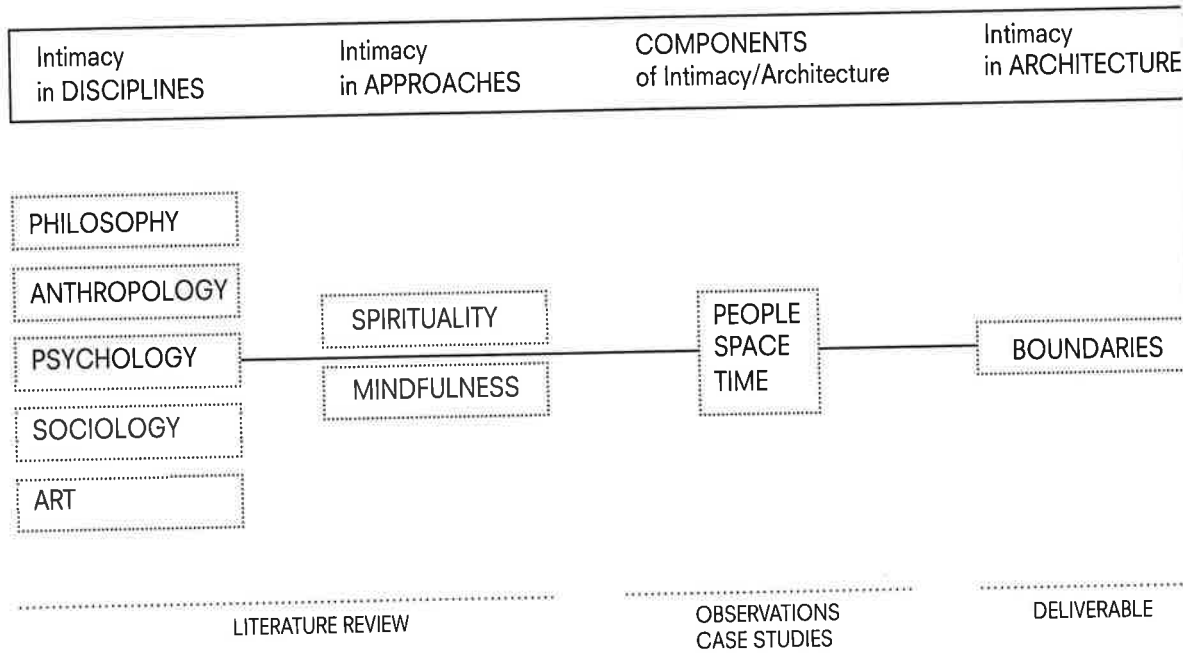 Intimacy
in DISCIPLINES
Intimacy
in APPROACHES
COMPONENTS
of Intimacy/Architecture
Intimacy
in ARCHITECTURE
PHILOSOPHY
ANTHROPOLOGY
PSYCHOLOGY
SOCIOLOGY
ART
SPIRITUALITY
MINDFULNESS
PEOPLE
SPACE
TIME
BOUNDARIES
LITERATURE REVIEW
OBSERVATIONS
CASE STUDIES
DELIVERABLE